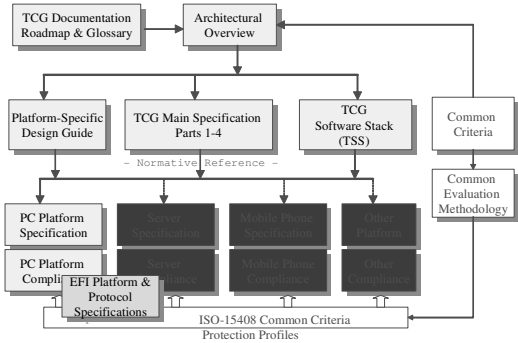 TCG Documentation
Roadmap & Glossary
Architectural
Overview
Platform-Specific
Design Guide
TCG Main Specification
Parts 1-4
TCG
Software Stack
(TSS)
Common
Criteria
– Normative Reference –
Common
Evaluation
Methodology
PC Platform
Specification
Server
Specification
Mobile Phone
Specification
Other
Platform
PC Platform
Server
Mobile Phone
Compliance
Other
Compliance
EFI Platform &
Protocol
Specifications
ISO-15408 Common Criteria
Protection Profiles